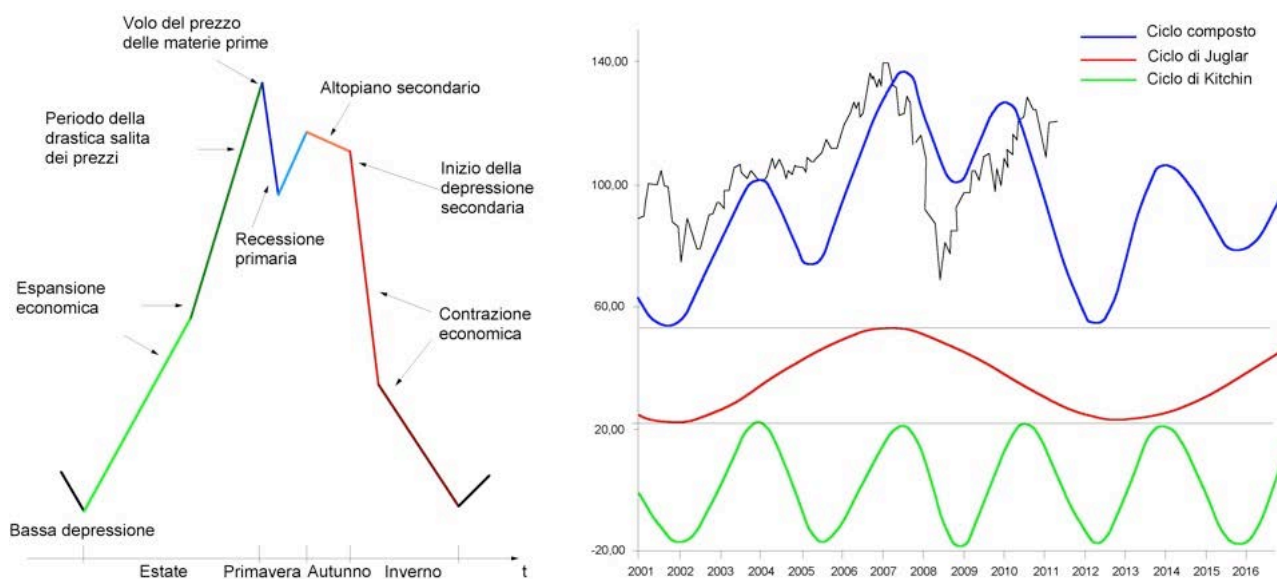 Volo del prezzo
delle materie prime
Altopiano secondario
Periodo della
drastica salita
dei prezzi
Inizio della
depressione
secondaria
Recessione
primaria
Espansione
economica
Contrazione
economica
Bassa depressione
Estate
Primavera
Autunno
Inverno
t
Ciclo composto
Ciclo di Juglar
Ciclo di Kitchin
140,00
100,00
60,00
20,00
-20,00
2001 2002 2003 2004 2005 2006 2007 2008 2009 2010 2011 2012 2013 2014 2015 2016